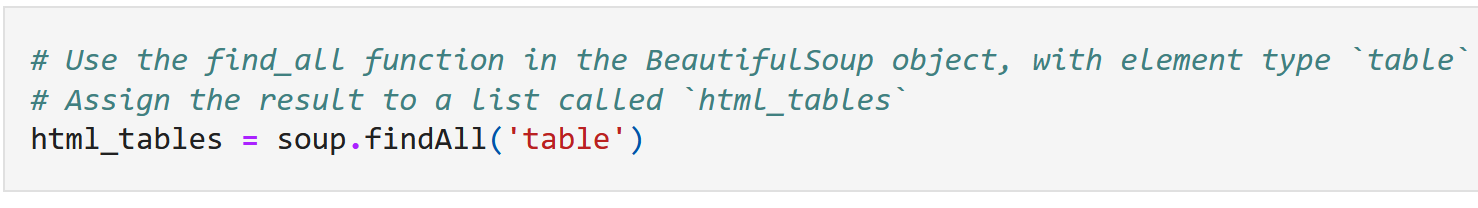 # Use the find_all function in the BeautifulSoup object, with element type `table`
# Assign the result to a list called `html_tables`
html_tables = soup.findAll('table')